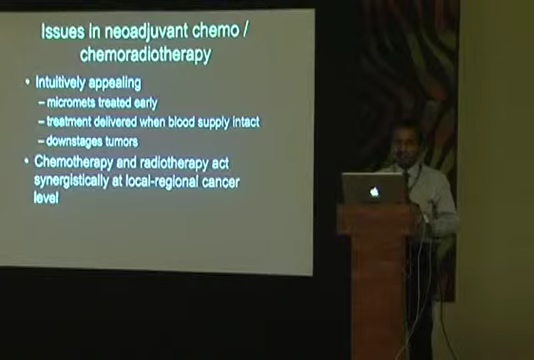 Issues in neoadjuvant chemo /
chemoradiotherapy
• Intuitively appealing
– micromets treated early
– treatment delivered when blood supply intact
– downstages tumors
• Chemotherapy and radiotherapy act
synergistically at local-regional cancer
level